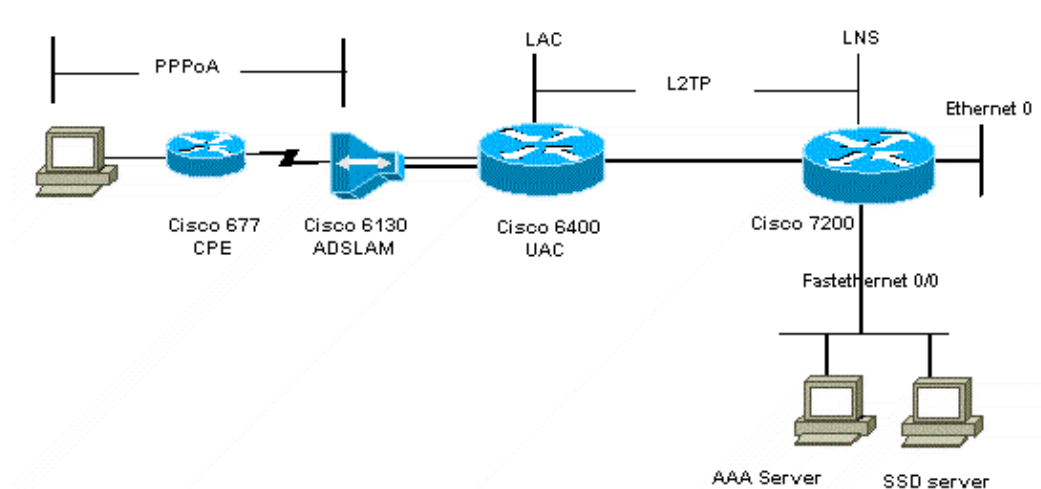 LAC
LNS
PPPoA
L2TP
Ethernet 0
Cisco 677
CPE
Cisco 6130
ADSLAM
Cisco 6400
UAC
Cisco 7200
Fastethernet 0/0
AAA Server
SSD server